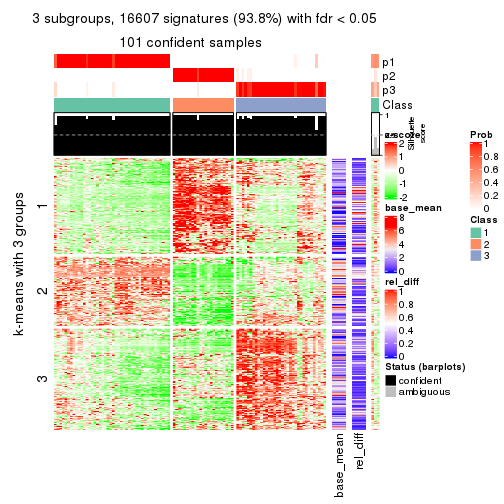 3 subgroups, 16607 signatures (93.8%) with fdr < 0.05
101 confident samples
p1
p2
p3
Class
1
Silhouette
score
z-score
2
1
0
-1
-2
base_mean
8
6
4
2
0
rel_diff
1
0.8
0.6
0.4
0.2
0
Status (barplots)
confident
ambiguous
Prob
1
0.8
0.6
0.4
0.2
0
Class
1
2
3
k-means with 3 groups
1
2
3
base_mean
rel_diff